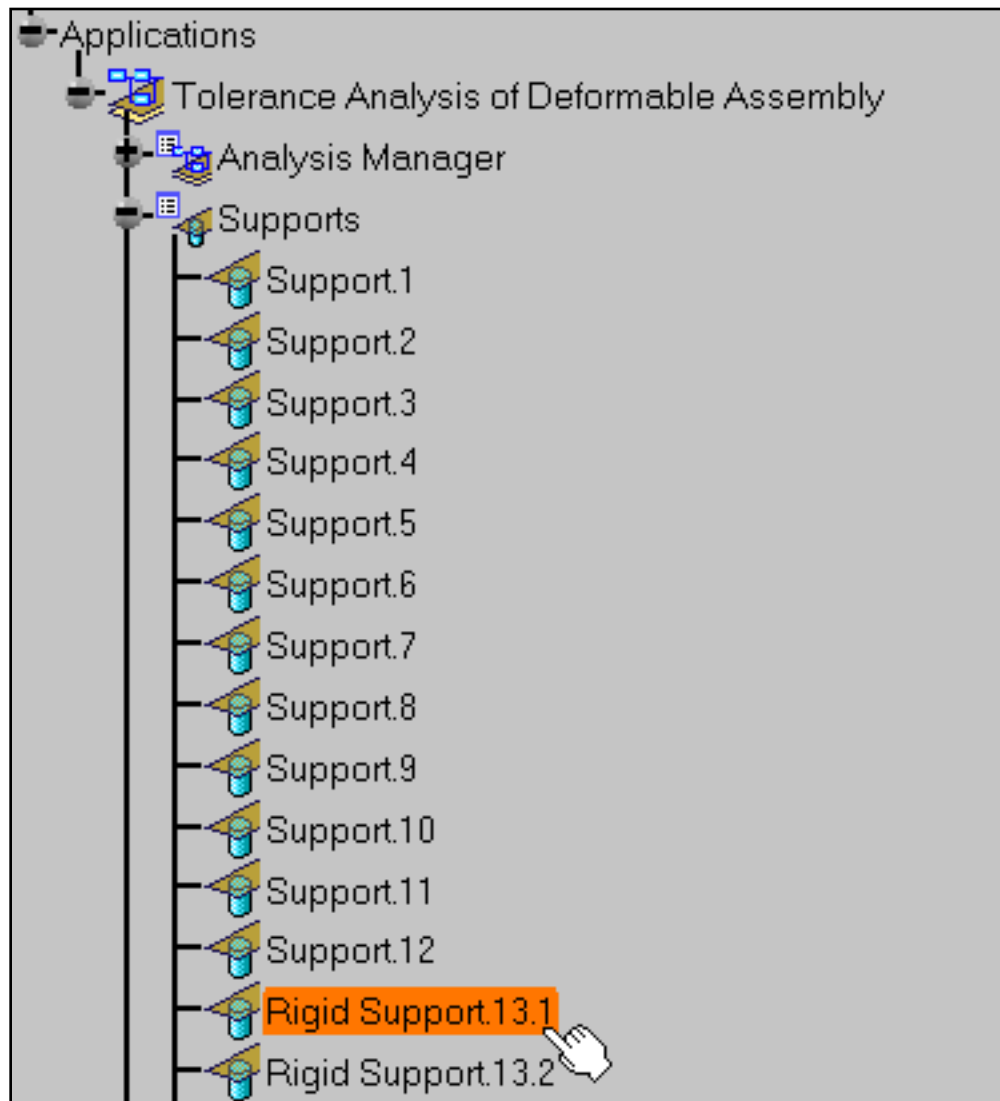 Applications
Tolerance Analysis of Deformable Assembly
Analysis Manager
Supports
Support.1
Support.2
Support.3
Support.4
Support.5
Support.6
Support.7
Support.8
Support.9
Support.10
Support.11
Support.12
Rigid Support.13.1
Rigid Support.13.2